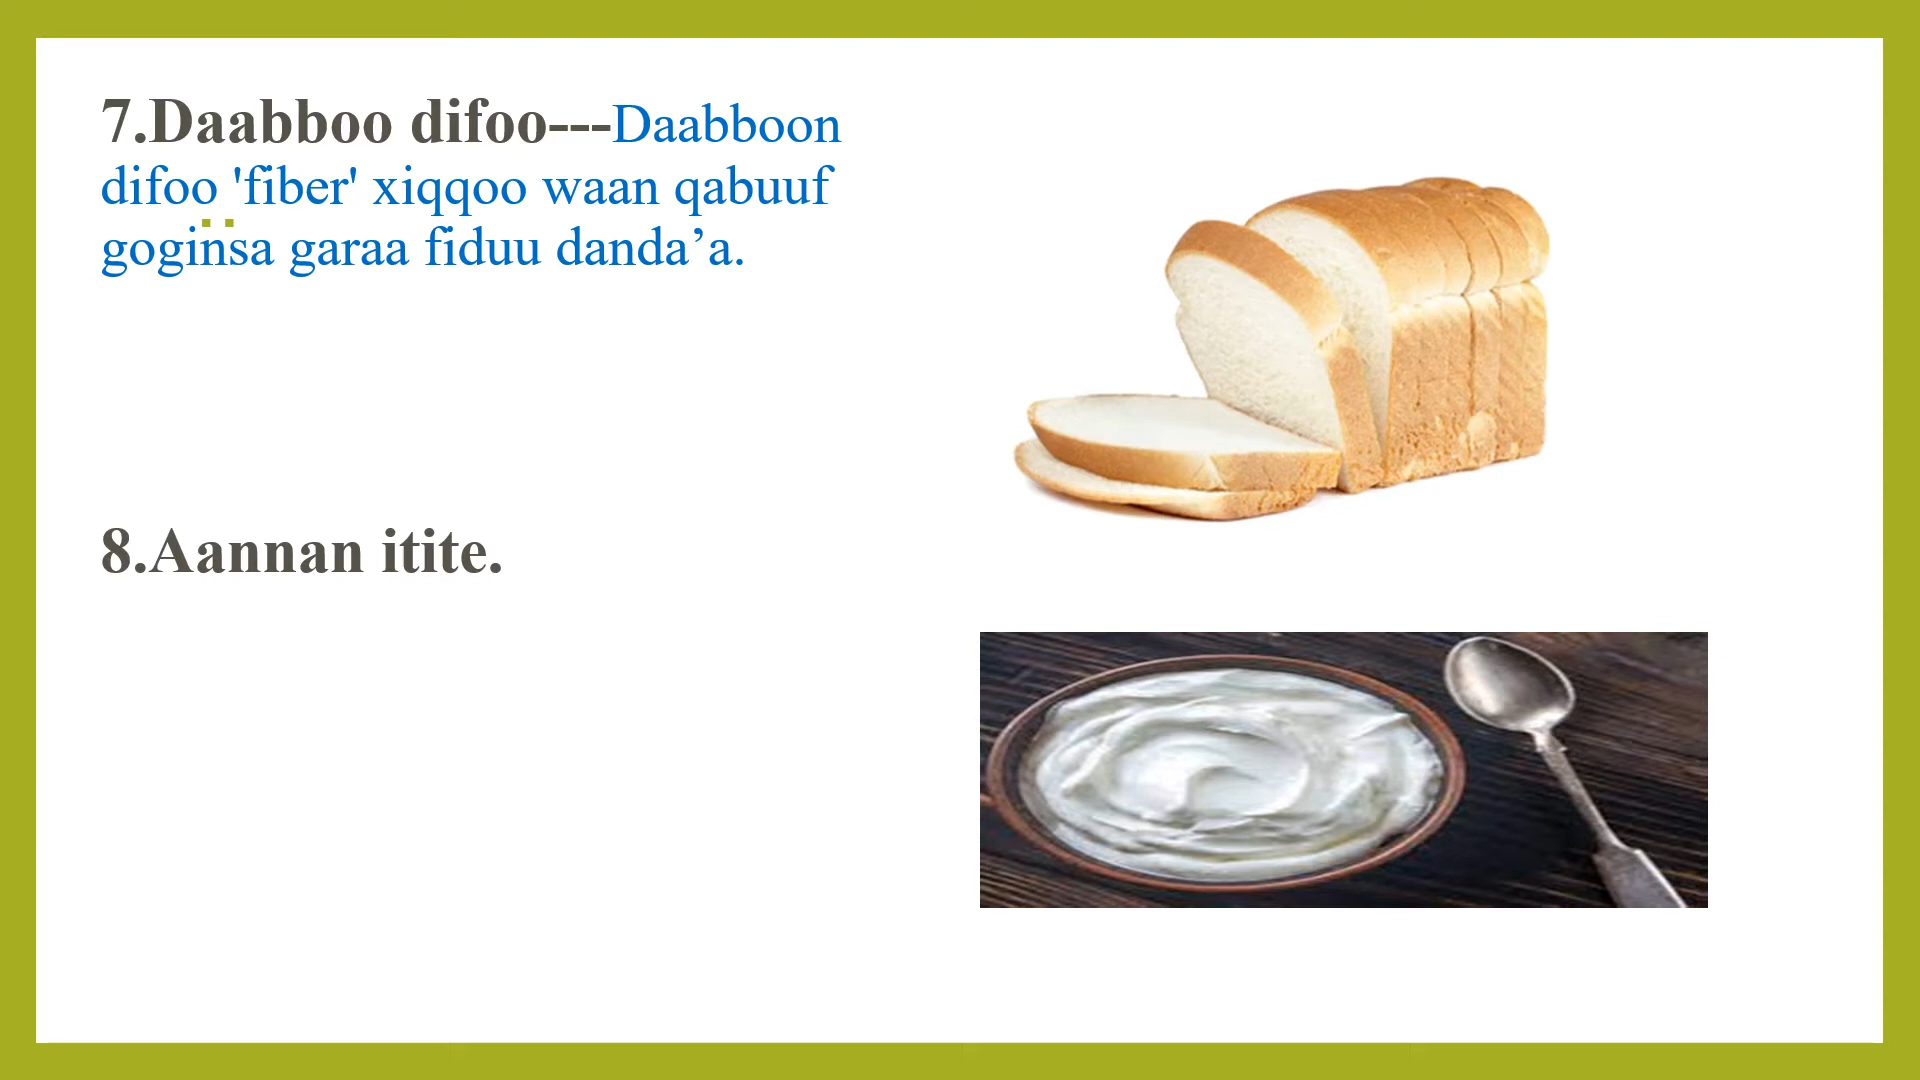 7.Daabboo difoo---Daabboon
difoo 'fiber' xiqqoo waan qabuuf
goginsa garaa fiduu danda’a.
8.Aannan itite.